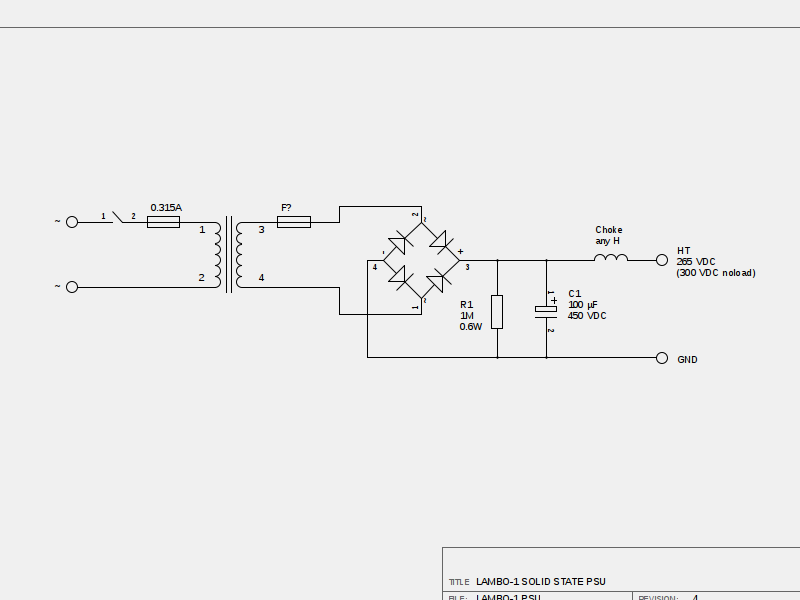 0.315A
F?
~
1
2
1
3
2
~
Choke
any H
-
+
HT
265 VDC
(300 VDC noload)
4
3
2
4
~
1
~
R1
1M
0.6W
1
+
2
C1
100 µF
450 VDC
GND
TITLE LAMBO-1 SOLID STATE PSU
FILE: LAMBO-1 PSU
REVISION: 4